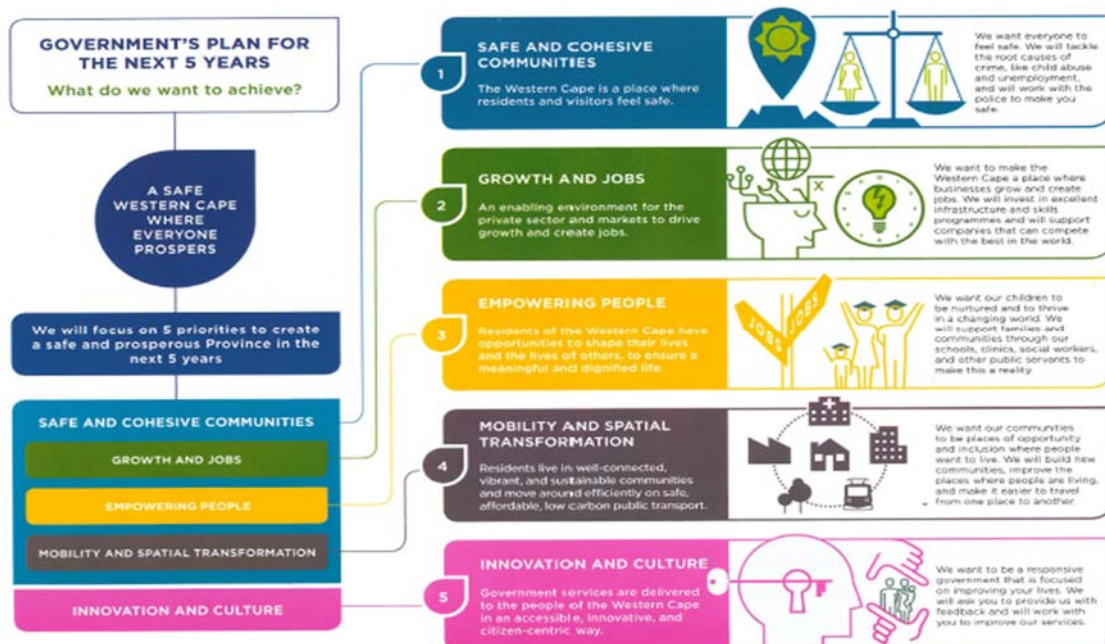 GOVERNMENT'S PLAN FOR
THE NEXT 5 YEARS
What do we want to achieve?
A SAFE
WESTERN CAPE
WHERE
EVERYONE
PROSPERS
We will focus on 5 priorities to create
a safe and prosperous Province in the
next 5 years
SAFE AND COHESIVE COMMUNITIES
GROWTH AND JOBS
EMPOWERING PEOPLE
MOBILITY AND SPATIAL TRANSFORMATION
INNOVATION AND CULTURE
1
SAFE AND COHESIVE
COMMUNITIES
The Western Cape is a place where
residents and visitors feel safe.
We want everyone to
feel safe. We will tackle
the root causes of
crime, like child abuse
and unemployment,
and will work with the
police to make you
safe.
2
GROWTH AND JOBS
An enabling environment for the
private sector and markets to drive
growth and create jobs.
X
We want to make the
Western Cape a place where
businesses grow and create
jobs. We will invest in excellent
infrastructure and skills
programmes and will support
companies that can compete
with the best in the world.
3
EMPOWERING PEOPLE
Residents of the Western Cape have
opportunities to shape their lives
and the lives of others, to ensure a
meaningful and dignified life.
JOBS
JOBS
We want our children to
be nurtured and to thrive
in a changing world. We
will support families and
communities through our
schools, clinics, social workers,
and other public servants to
make this a reality.
4
MOBILITY AND SPATIAL
TRANSFORMATION
Residents live in well-connected,
vibrant, and sustainable communities
and move around efficiently on safe,
affordable, low carbon public transport.
We want our communities
to be places of opportunity
and inclusion where people
want to live. We will build new
communities, improve the
places where people are living,
and make it easier to travel
from one place to another.
5
INNOVATION AND CULTURE
Government services are delivered
to the people of the Western Cape
in an accessible, innovative, and
citizen-centric way.
We want to be a responsive
government that is focused
on improving your lives. We
will ask you to provide us with
feedback and will work with
you to improve our services.